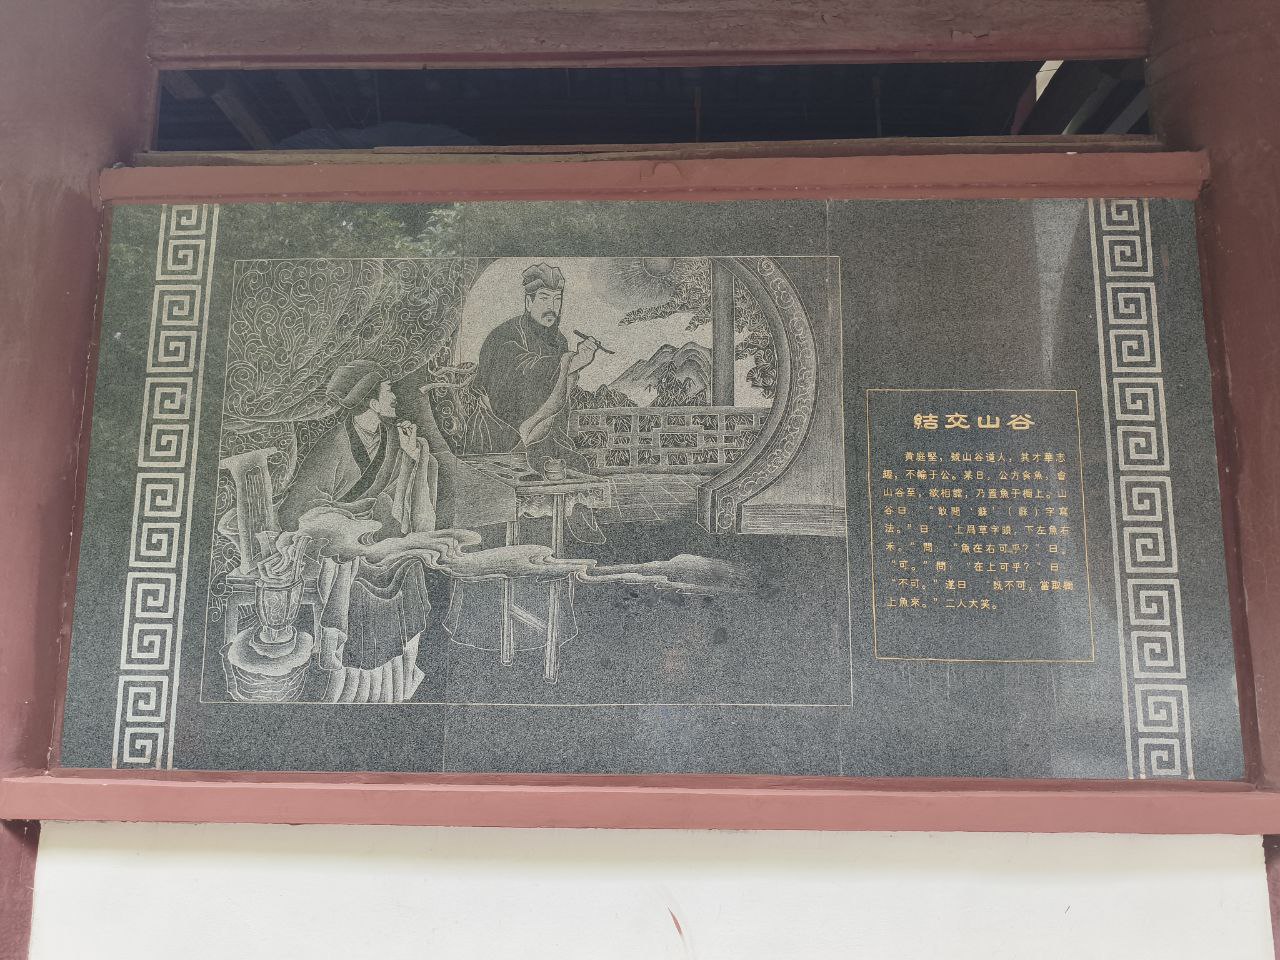 結交山谷
黃庭堅，號山谷道人，其才華志
趣，不輸于公。某日，公方食魚，會
山谷至，欲相謔，乃置魚于櫥上。山
谷曰：“敢問‘蘇’（蘇）字寫
法。”曰：“上爲草字頭，下左魚右
禾。”問：“魚在右可乎？”曰：
“可。”問：“在上可乎？”曰：
“不可。”遂曰：“既不可，當取櫥
上魚來。”二人大笑。